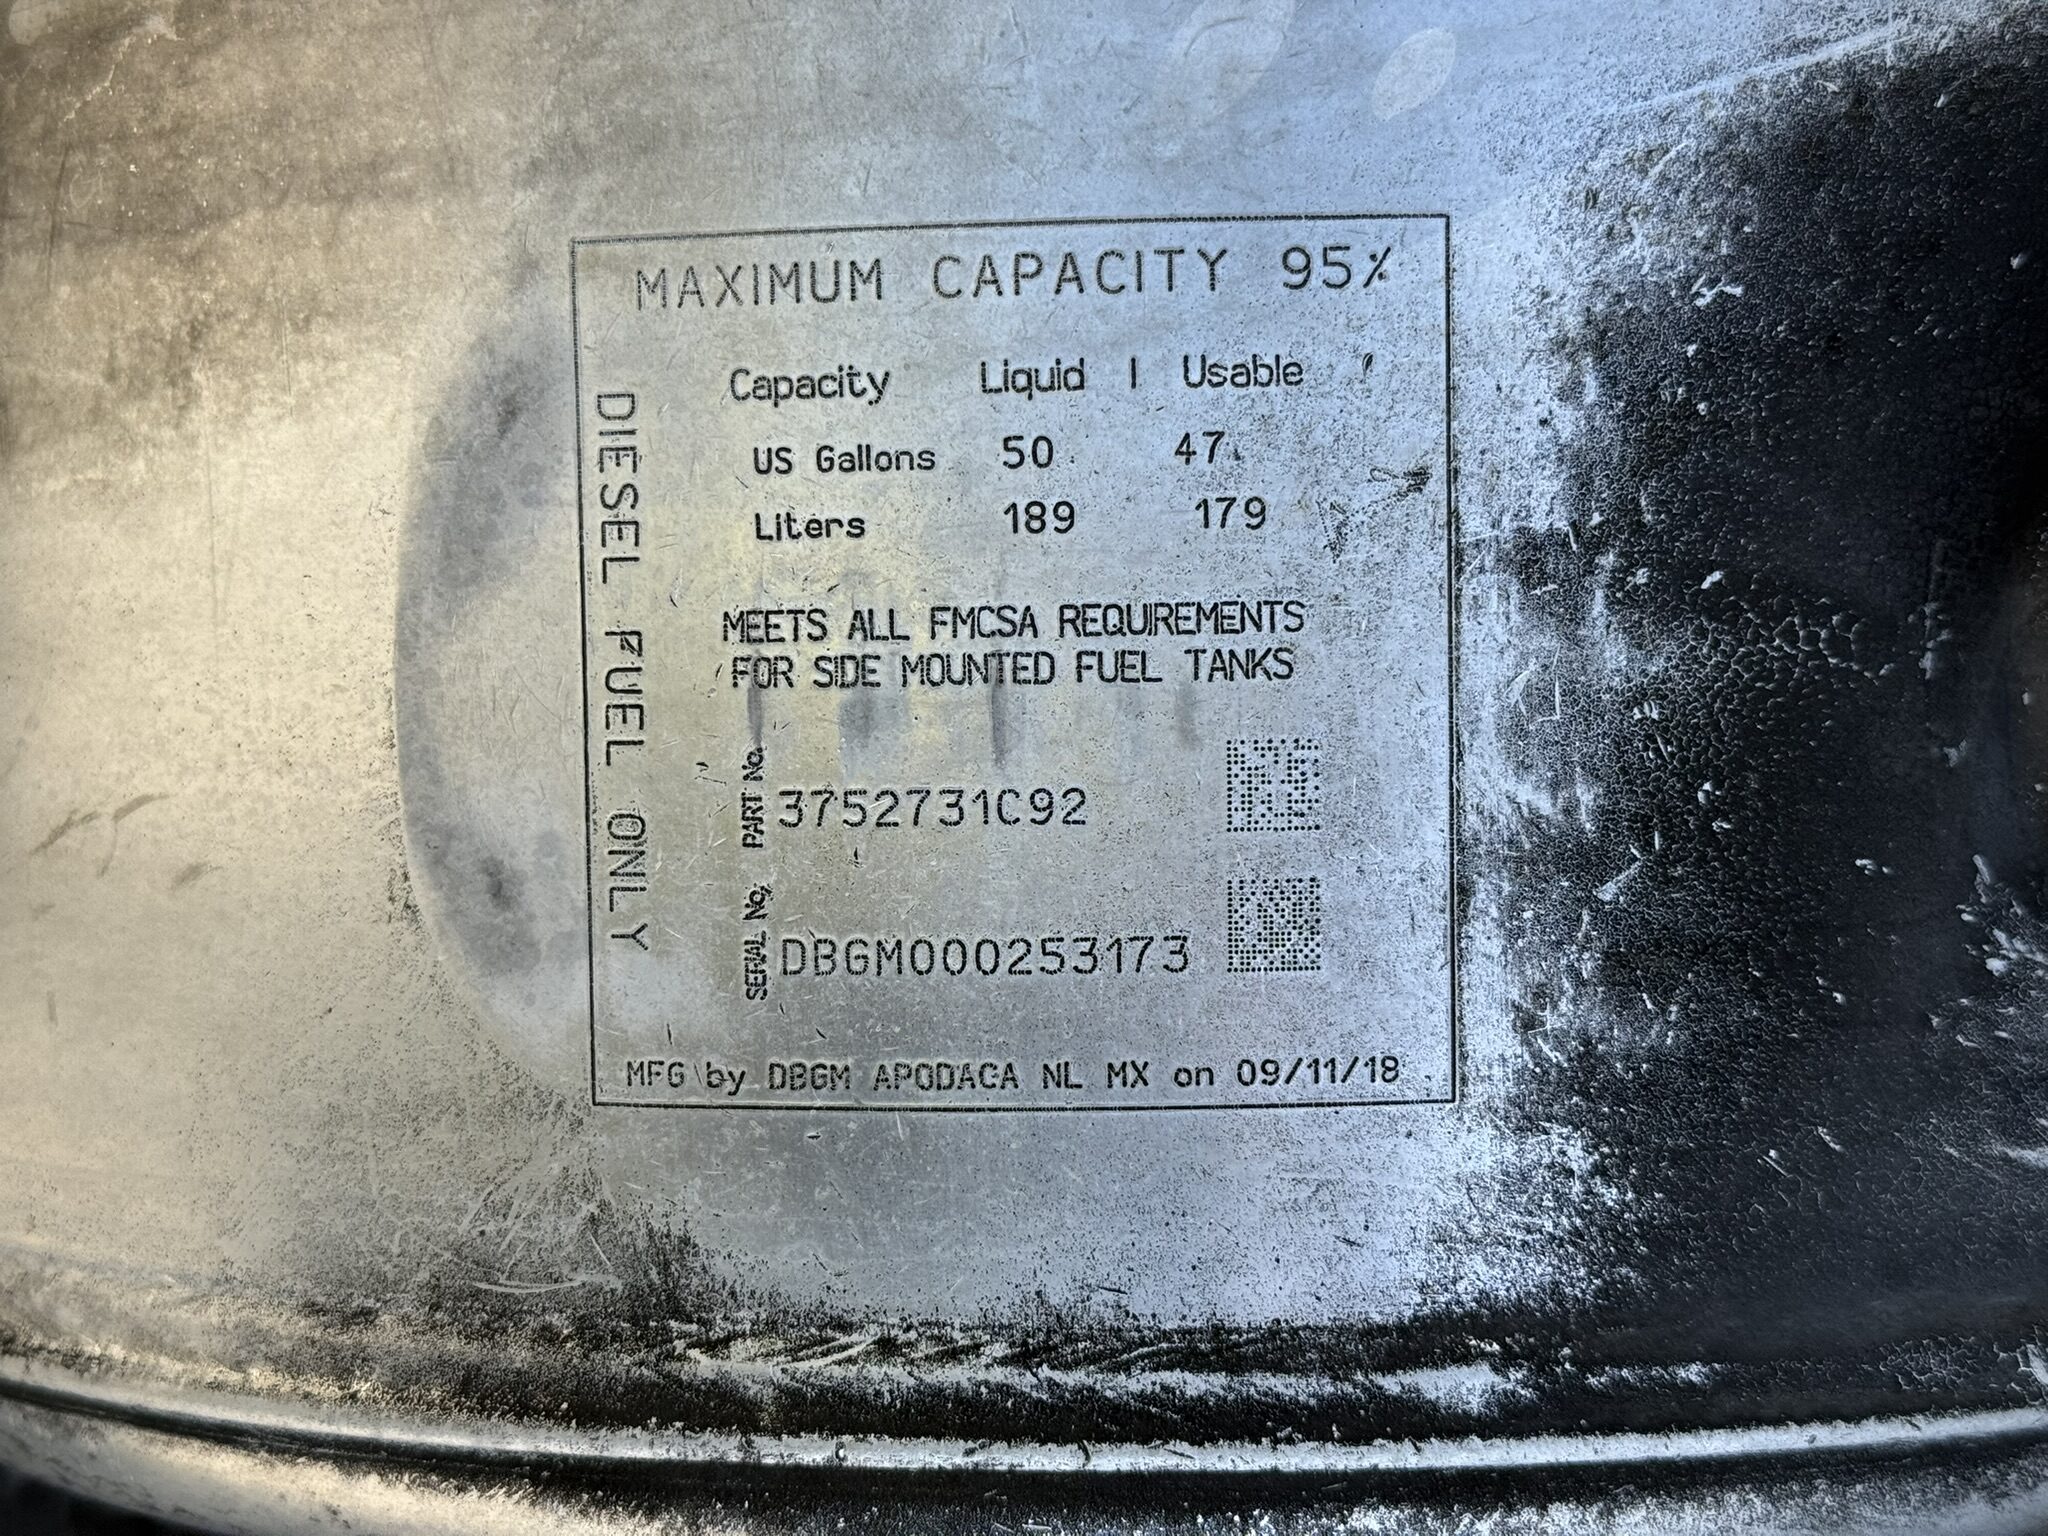 MAXIMUM CAPACITY 95%
DIESEL FUEL ONLY
Capacity Liquid | Usable
US Gallons 50 47
Liters 189 179
MEETS ALL FMCSA REQUIREMENTS
FOR SIDE MOUNTED FUEL TANKS
PART No. 3752731C92
SERIAL No. DBGM000253173
MFG by DBGM APODACA NL MX on 09/11/18